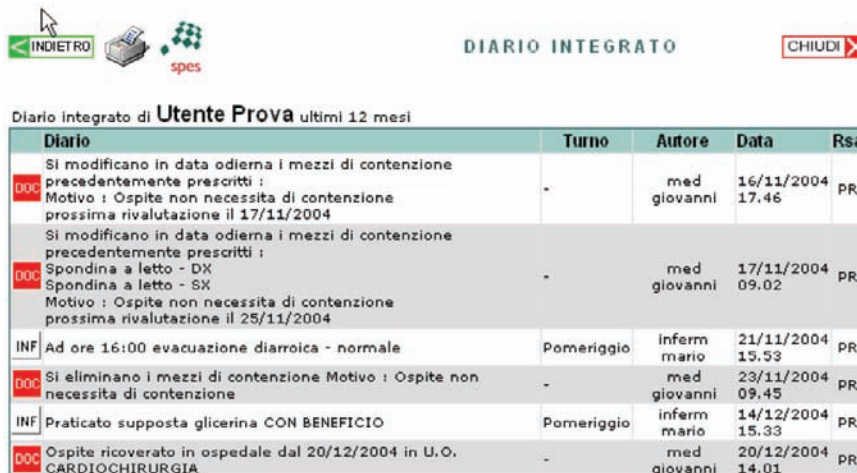 INDIETRO
spes
DIARIO INTEGRATO
CHIUDI
Diario integrato di Utente Prova ultimi 12 mesi
Diario Turno Autore Data Rsa
Si modificano in data odierna i mezzi di contenzione
precedentemente prescritti :
DOC - med giovanni 16/11/2004 17.46 PR
Motivo : Ospite non necessita di contenzione
prossima rivalutazione il 17/11/2004
Si modificano in data odierna i mezzi di contenzione
precedentemente prescritti :
DOC Spondina a letto - DX - med giovanni 17/11/2004 09.02 PR
Spondina a letto - SX
Motivo : Ospite non necessita di contenzione
prossima rivalutazione il 25/11/2004
INF Ad ore 16:00 evacuazione diarroica - normale Pomeriggio inferm mario 21/11/2004 15.53 PR
DOC Si eliminano i mezzi di contenzione Motivo : Ospite non - med giovanni 23/11/2004 09.45 PR
necessita di contenzione
INF Praticato supposta glicerina CON BENEFICIO Pomeriggio inferm mario 14/12/2004 15.33 PR
DOC Ospite ricoverato in ospedale dal 20/12/2004 in U.O. - med giovanni 20/12/2004 14.01 PR
CARDIOCHIRURGIA